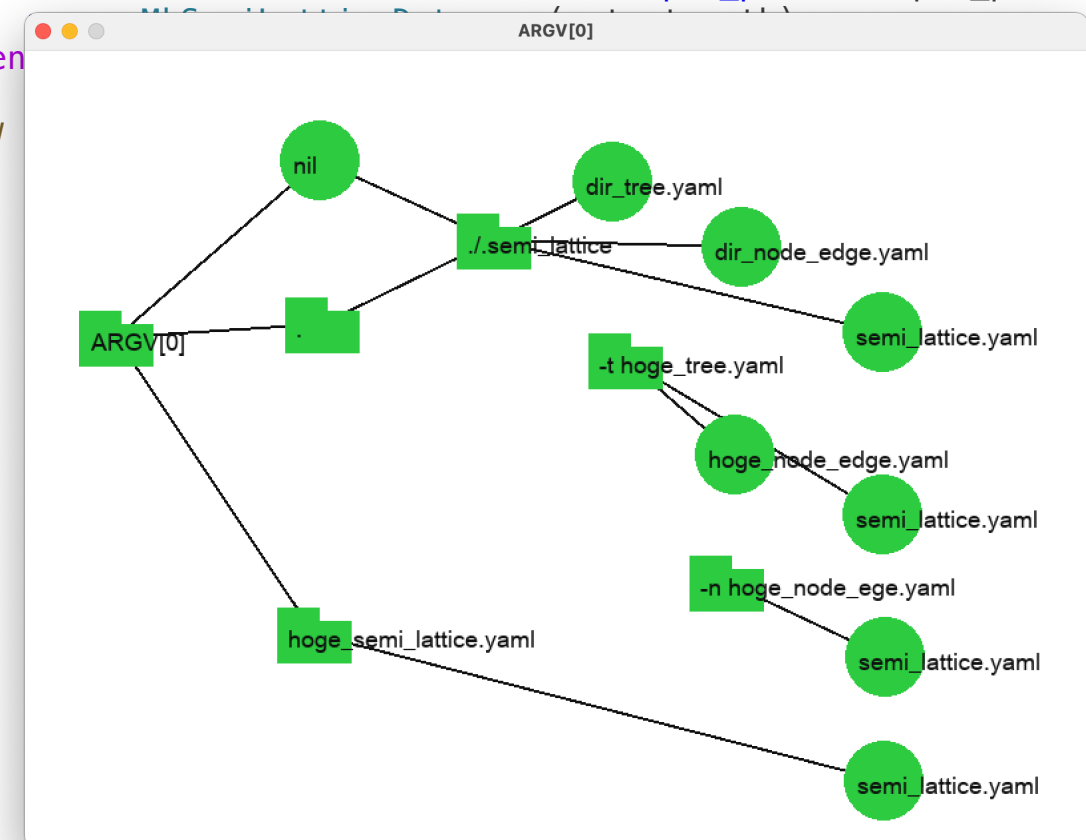 ARGV[0]
en
nil
dir_tree.yaml
./.semi_lattice
dir_node_edge.yaml
ARGV[0]
.
semi_lattice.yaml
-t hoge_tree.yaml
hoge_node_edge.yaml
semi_lattice.yaml
-n hoge_node_ege.yaml
hoge_semi_lattice.yaml
semi_lattice.yaml
semi_lattice.yaml